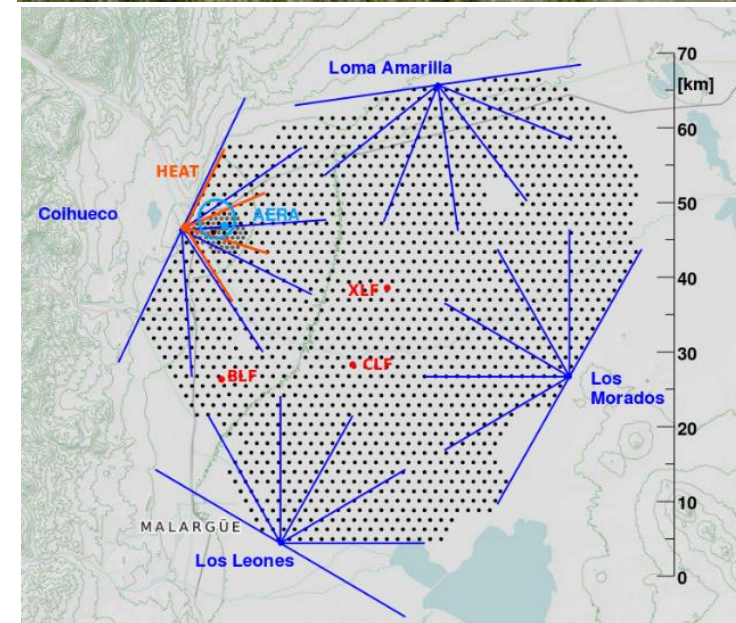 70
Loma Amarilla
[km]
60
HEAT
50
Coihueco
AERA
40
XLF
30
CLF
BLF
Los
Morados
20
10
MALARGÜE
Los Leones
0